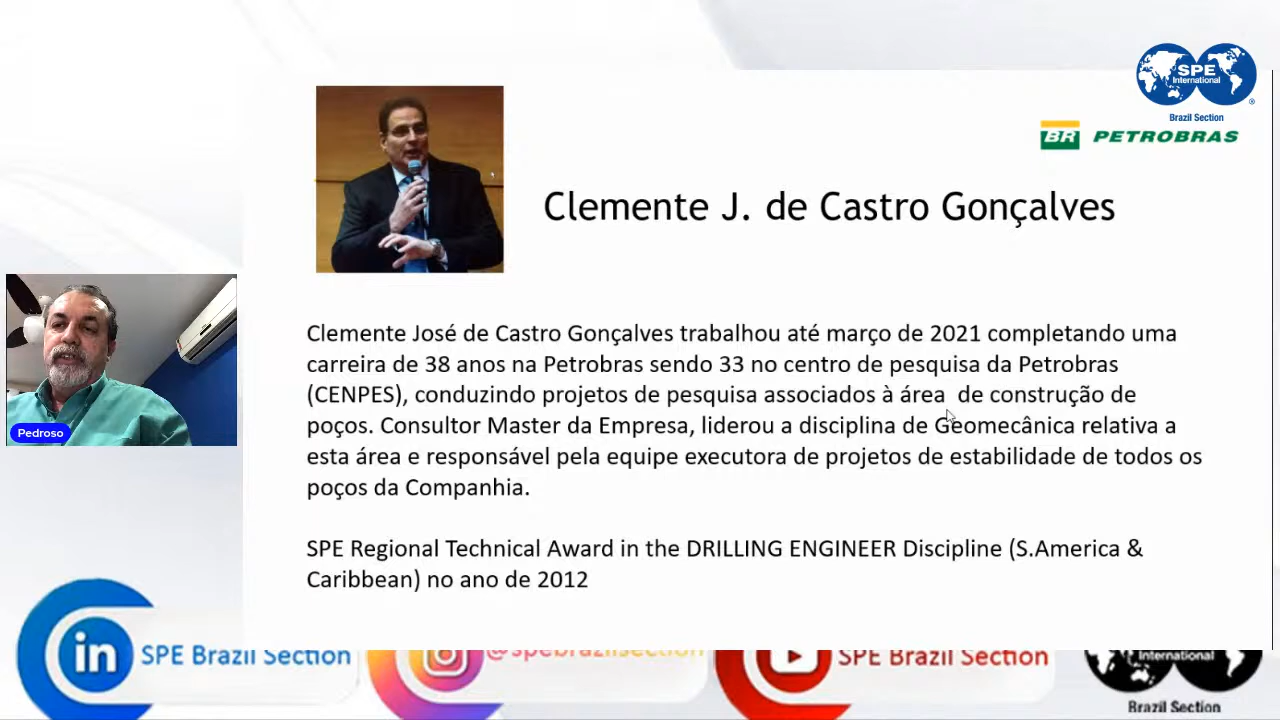 SPE
International
®
Brazil Section
BR PETROBRAS
Clemente J. de Castro Gonçalves
Pedroso
Clemente José de Castro Gonçalves trabalhou até março de 2021 completando uma
carreira de 38 anos na Petrobras sendo 33 no centro de pesquisa da Petrobras
(CENPES), conduzindo projetos de pesquisa associados à área de construção de
poços. Consultor Master da Empresa, liderou a disciplina de Geomecânica relativa a
esta área e responsável pela equipe executora de projetos de estabilidade de todos os
poços da Companhia.
SPE Regional Technical Award in the DRILLING ENGINEER Discipline (S.America &
Caribbean) no ano de 2012
in SPE Brazil Section
@spebrazilsection
SPE Brazil Section
International
Brazil Section